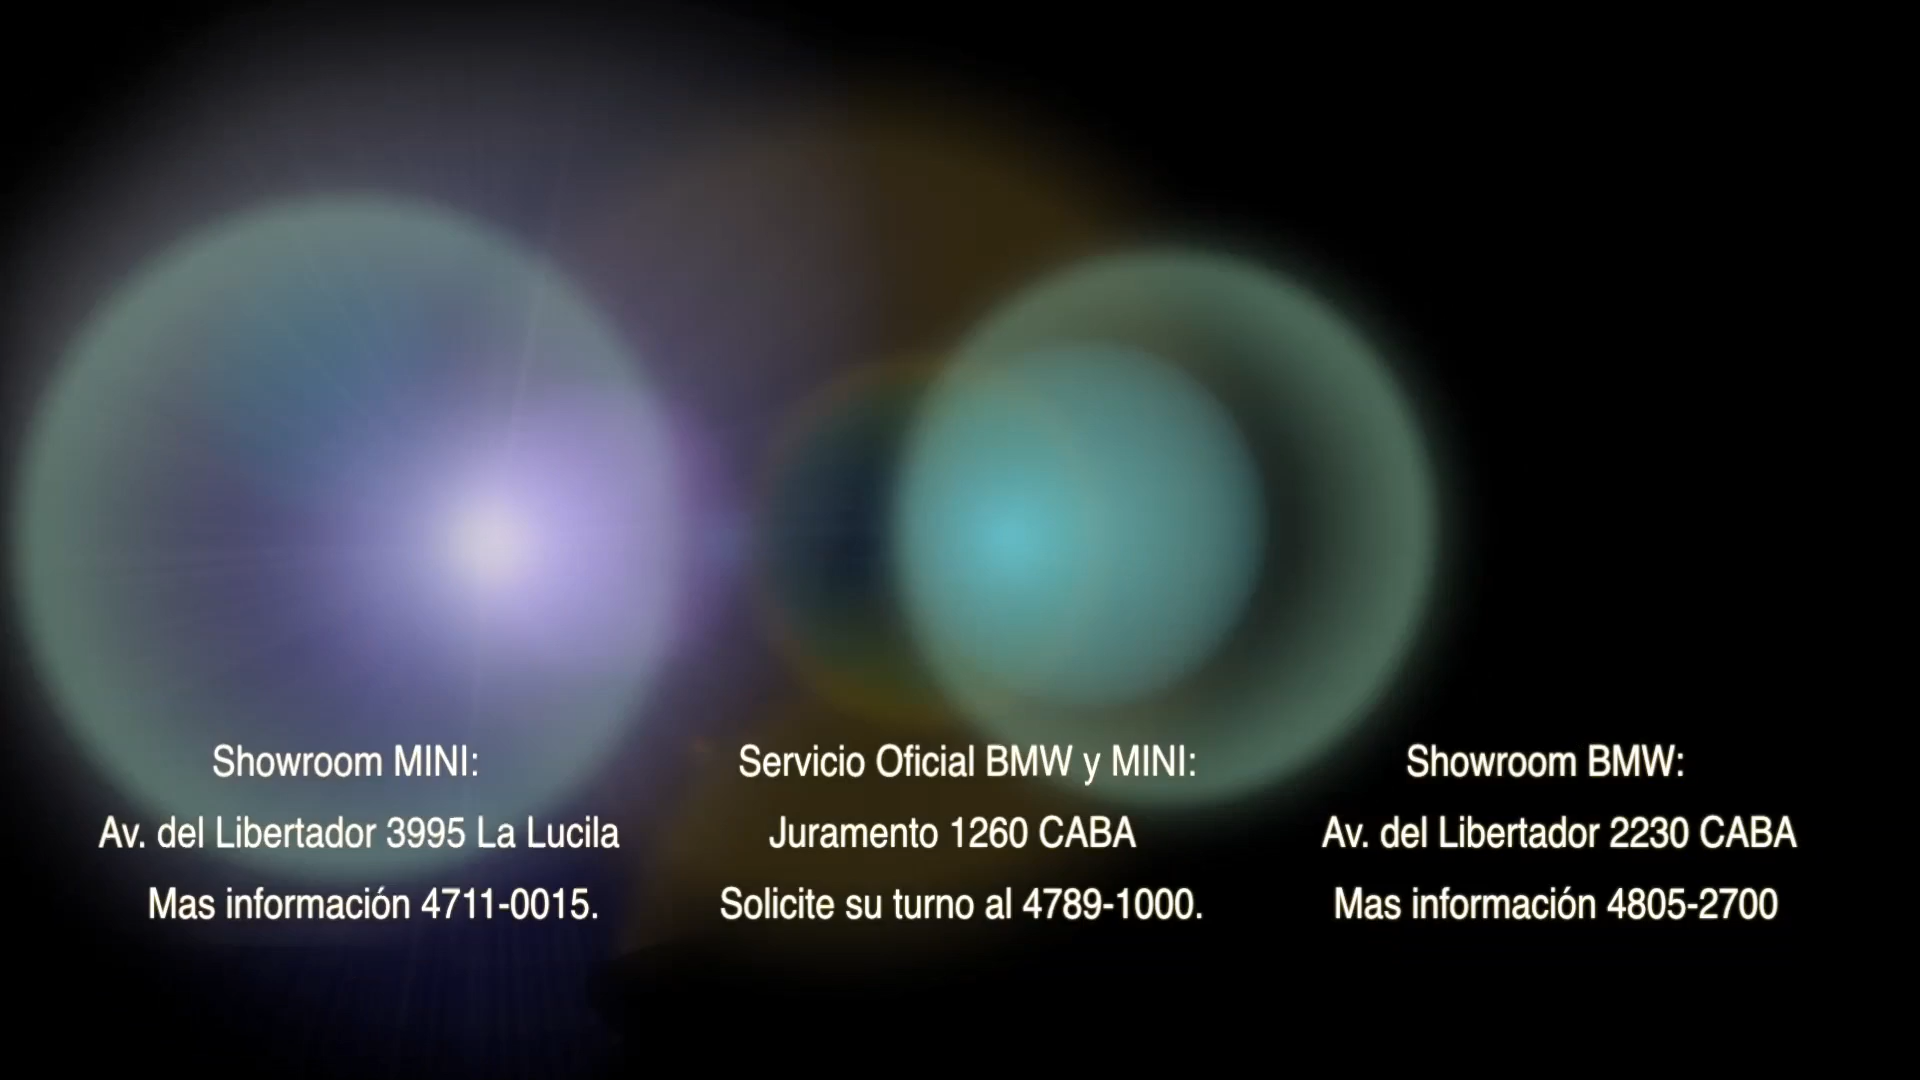 Showroom MINI:
Av. del Libertador 3995 La Lucila
Mas información 4711-0015.
Servicio Oficial BMW y MINI:
Juramento 1260 CABA
Solicite su turno al 4789-1000.
Showroom BMW:
Av. del Libertador 2230 CABA
Mas información 4805-2700